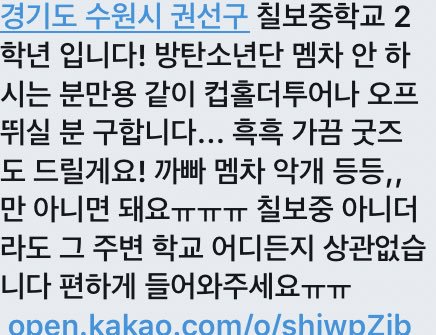 경기도 수원시 권선구 칠보중학교 2
학년 입니다! 방탄소년단 멤차 안 하
시는 분만용 같이 컵홀더투어나 오프
뛰실 분 구합니다... 흑흑 가끔 굿즈
도 드릴게요! 까빠 멤차 악개 등등,,
만 아니면 돼요ㅠㅠㅠ 칠보중 아니더
라도 그 주변 학교 어디든지 상관없습
니다 편하게 들어와주세요ㅠㅠ
open.kakao.com/o/shiwpZib